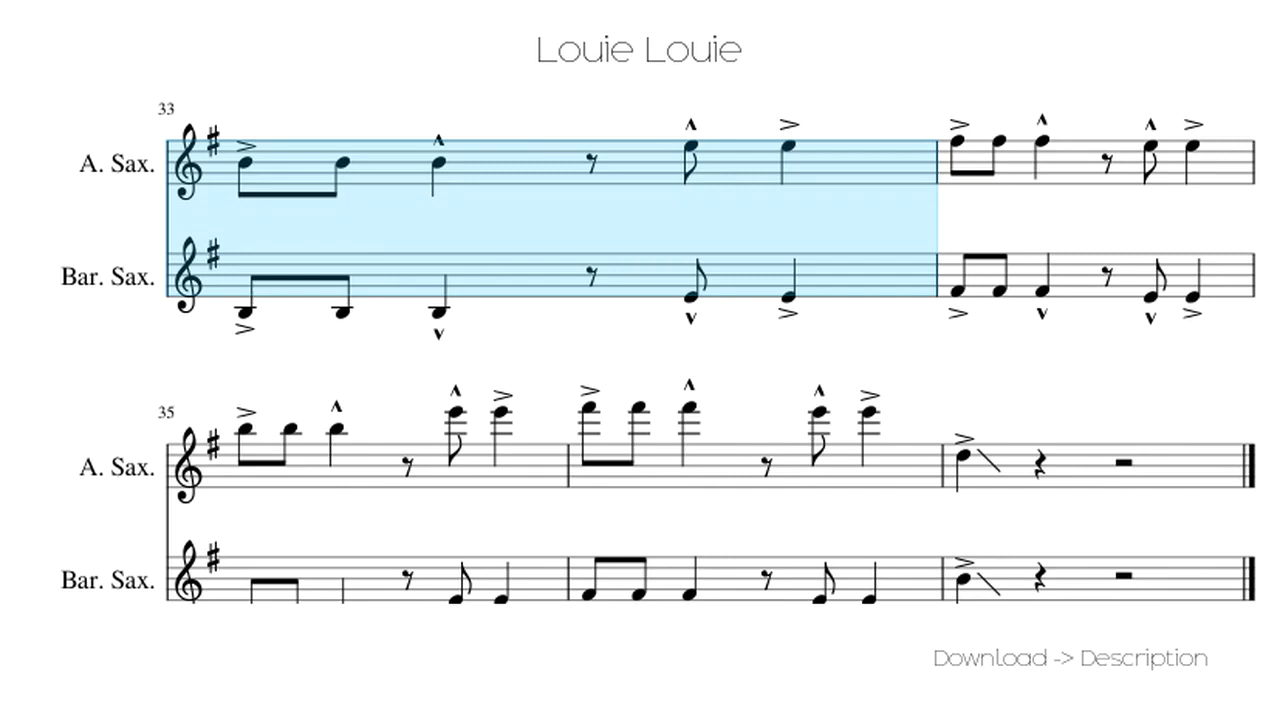 Louie Louie
33
A. Sax.
Bar. Sax.
35
A. Sax.
Bar. Sax.
Download -> Description